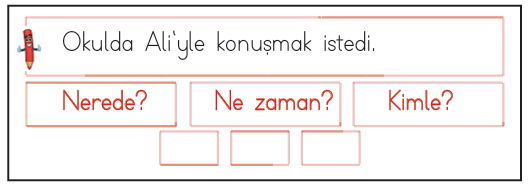 Okulda Ali'yle konuşmak istedi.
Nerede? Ne zaman? Kimle?